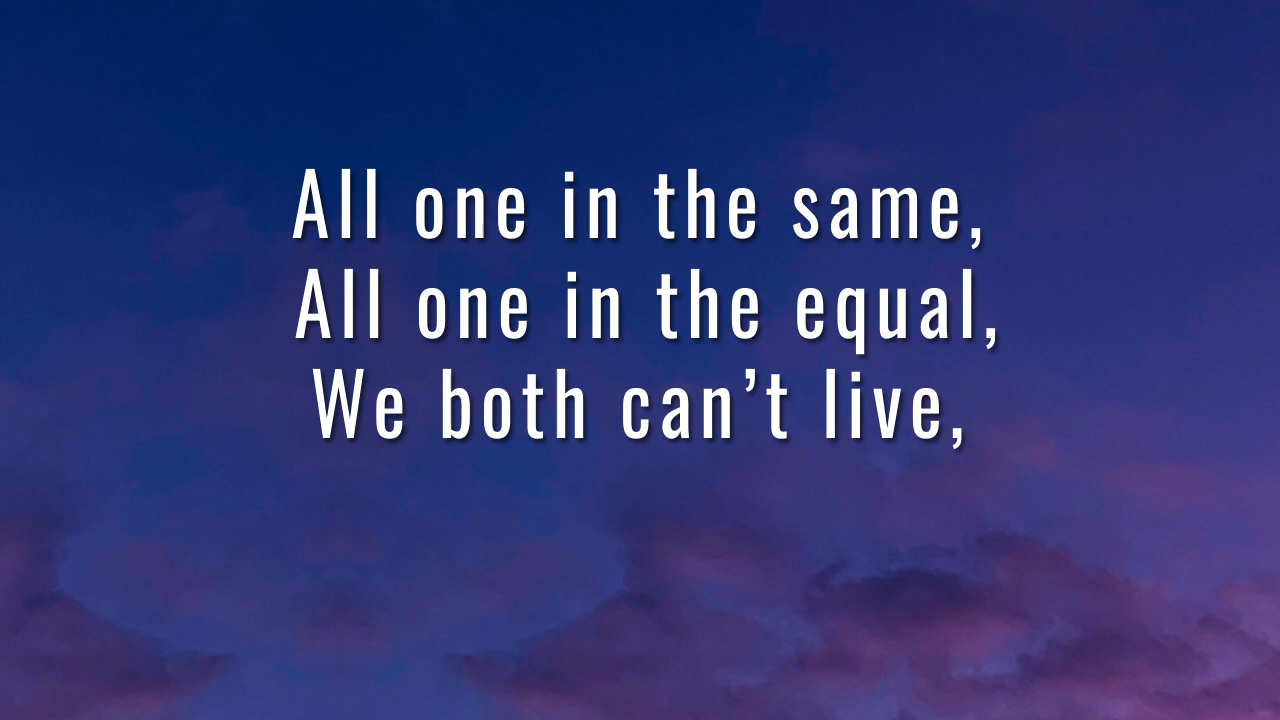 All one in the same,
All one in the equal,
We both can’t live,